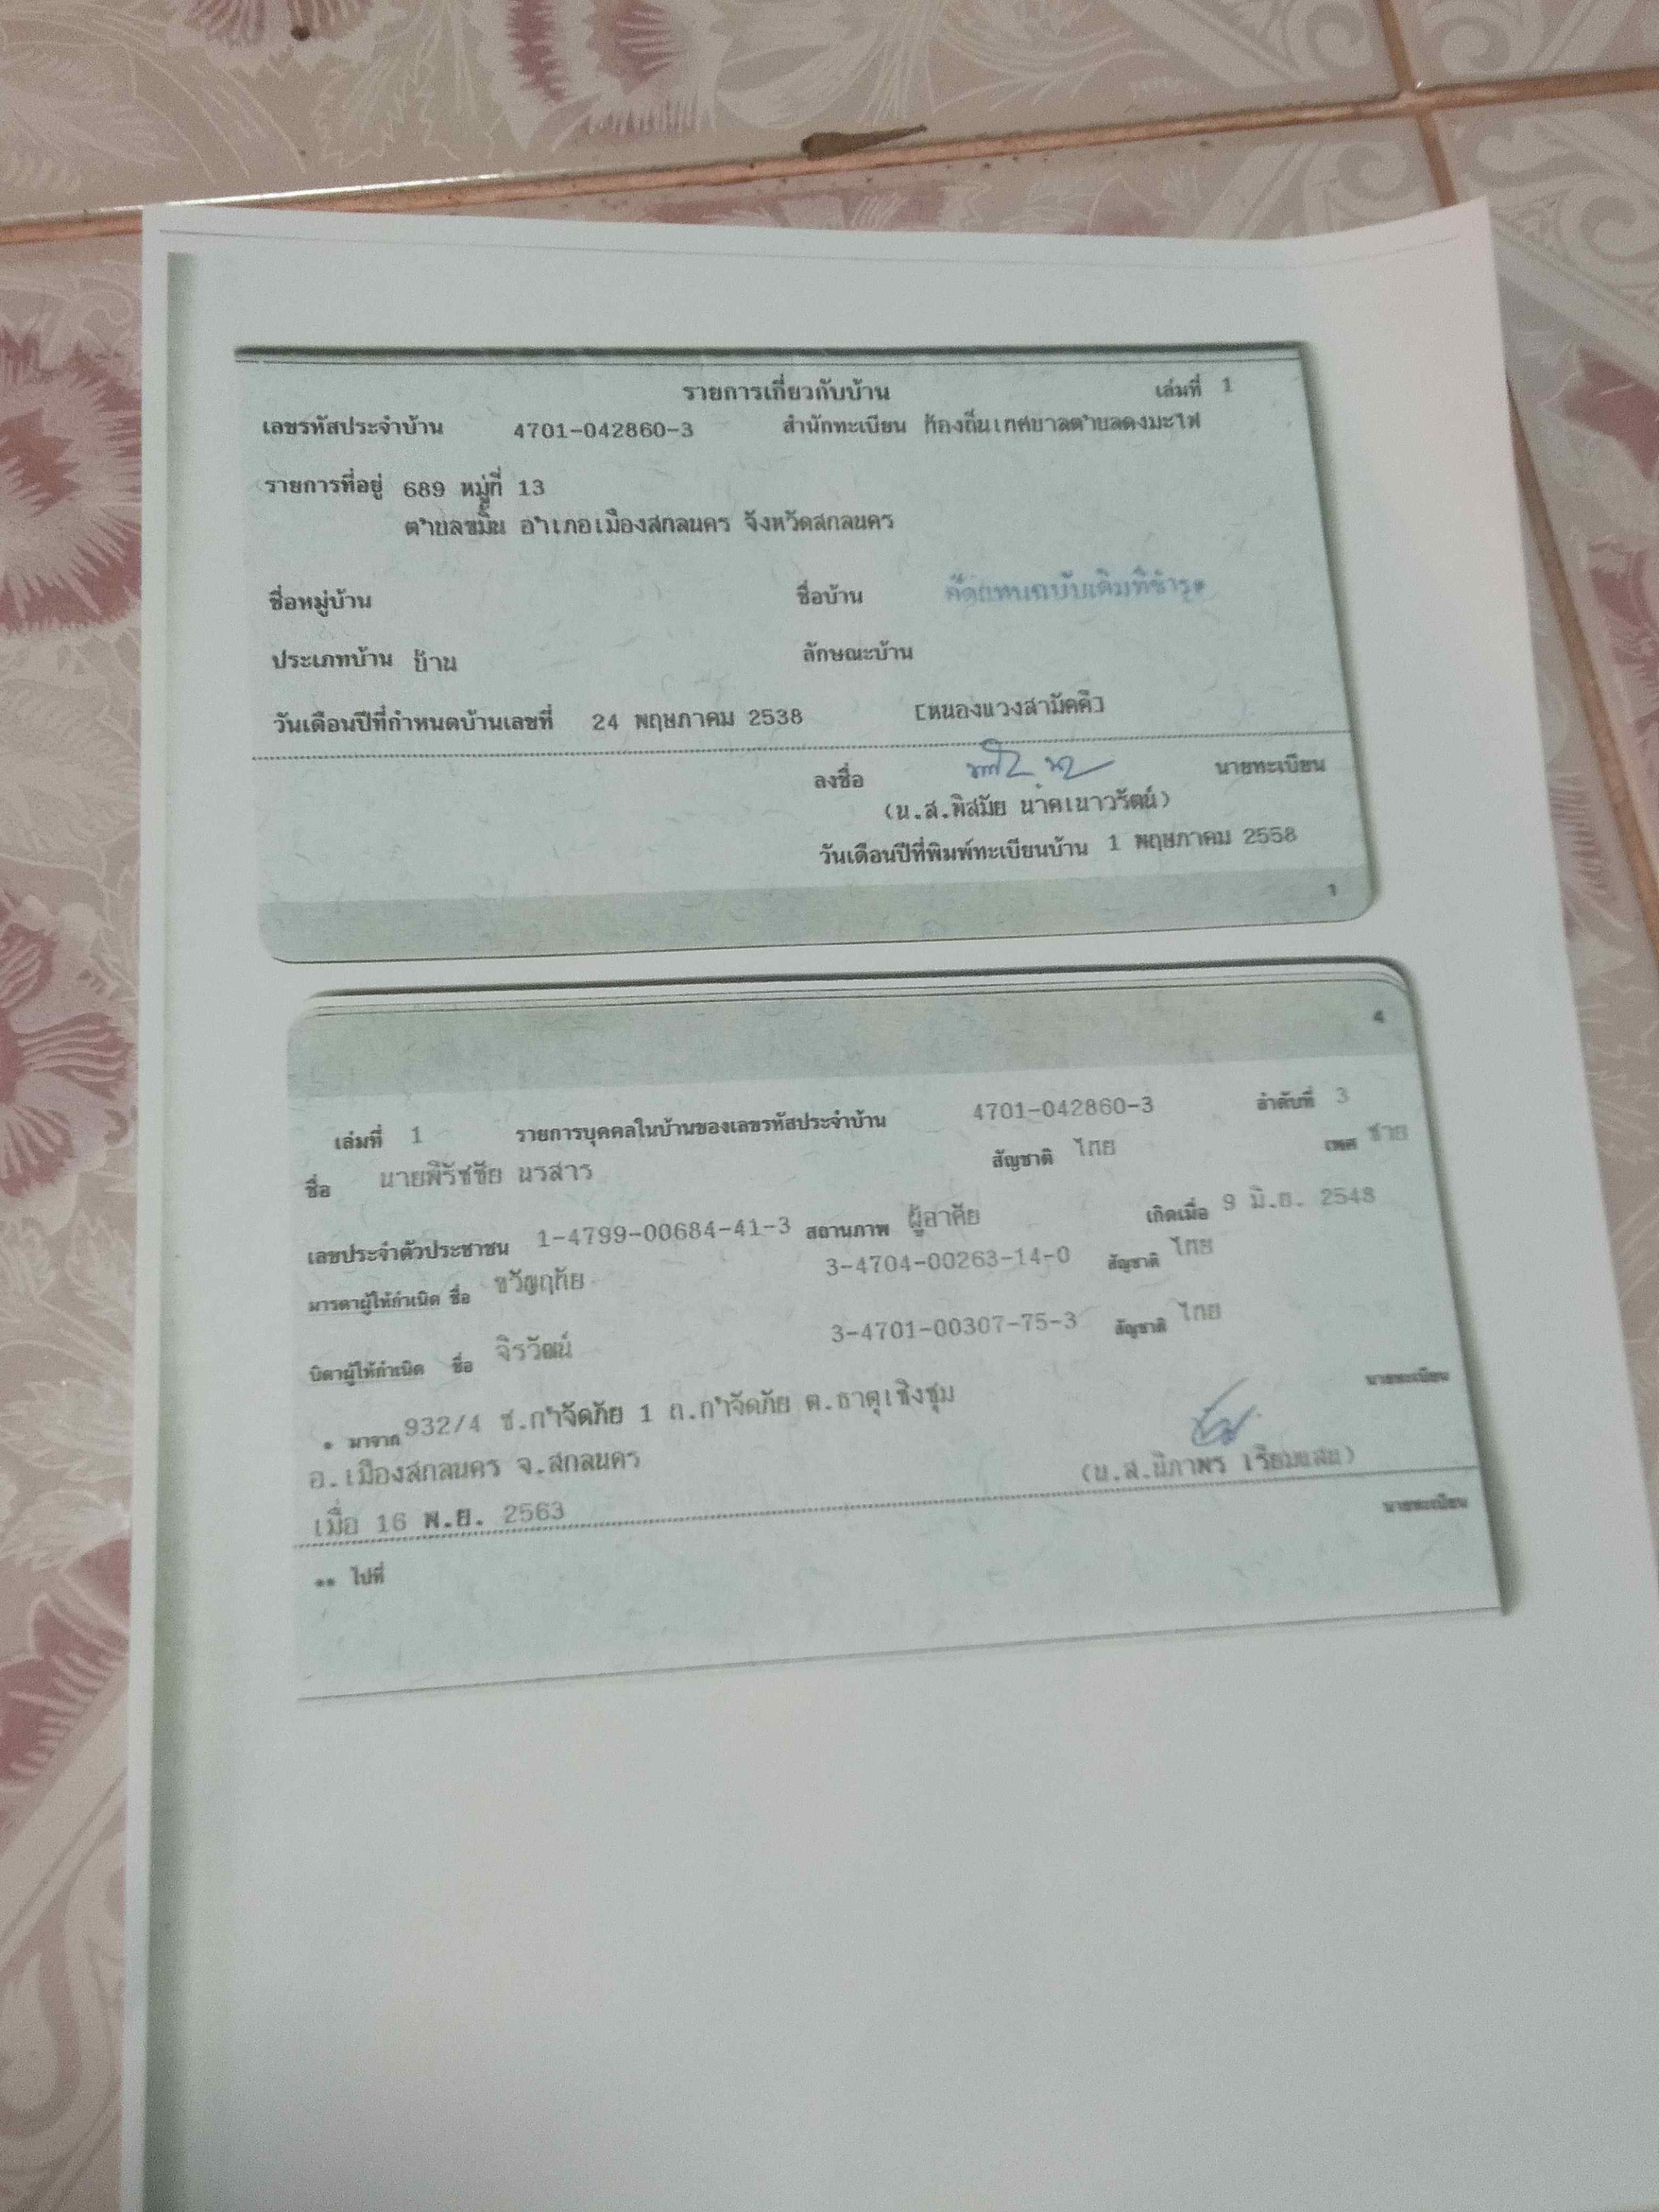 รายการเกี่ยวกับบ้าน เล่มที่ 1
เลขรหัสประจำบ้าน 4701-042860-3 สำนักทะเบียน ท้องถิ่นเทศบาลตำบลดงมะไฟ
รายการที่อยู่ 689 หมู่ที่ 13
ตำบลขมิ้น อำเภอเมืองสกลนคร จังหวัดสกลนคร
ชื่อหมู่บ้าน ชื่อบ้าน คัดแทนฉบับเดิมที่ชำรุด
ประเภทบ้าน บ้าน ลักษณะบ้าน
วันเดือนปีที่กำหนดบ้านเลขที่ 24 พฤษภาคม 2538 [หนองแวงสามัคคี]
ลงชื่อ นายทะเบียน
(น.ส.พิสมัย นาคเนาวรัตน์)
วันเดือนปีที่พิมพ์ทะเบียนบ้าน 1 พฤษภาคม 2558
1
4
เล่มที่ 1 รายการบุคคลในบ้านของเลขรหัสประจำบ้าน 4701-042860-3 ลำดับที่ 3
ชื่อ นายพิรัชชัย นรสาร สัญชาติ ไทย เพศ ชาย
เลขประจำตัวประชาชน 1-4799-00684-41-3 สถานภาพ ผู้อาศัย เกิดเมื่อ 9 มิ.ย. 2548
มารดาผู้ให้กำเนิด ชื่อ ขวัญฤทัย 3-4704-00263-14-0 สัญชาติ ไทย
บิดาผู้ให้กำเนิด ชื่อ จิรวัฒน์ 3-4701-00307-75-3 สัญชาติ ไทย
* มาจาก 932/4 ซ.กำจัดภัย 1 ถ.กำจัดภัย ต.ธาตุเชิงชุม นายทะเบียน
อ.เมืองสกลนคร จ.สกลนคร (น.ส.นิภาพร เรียมแสน)
เมื่อ 16 พ.ย. 2563
** ไปที่ นายทะเบียน